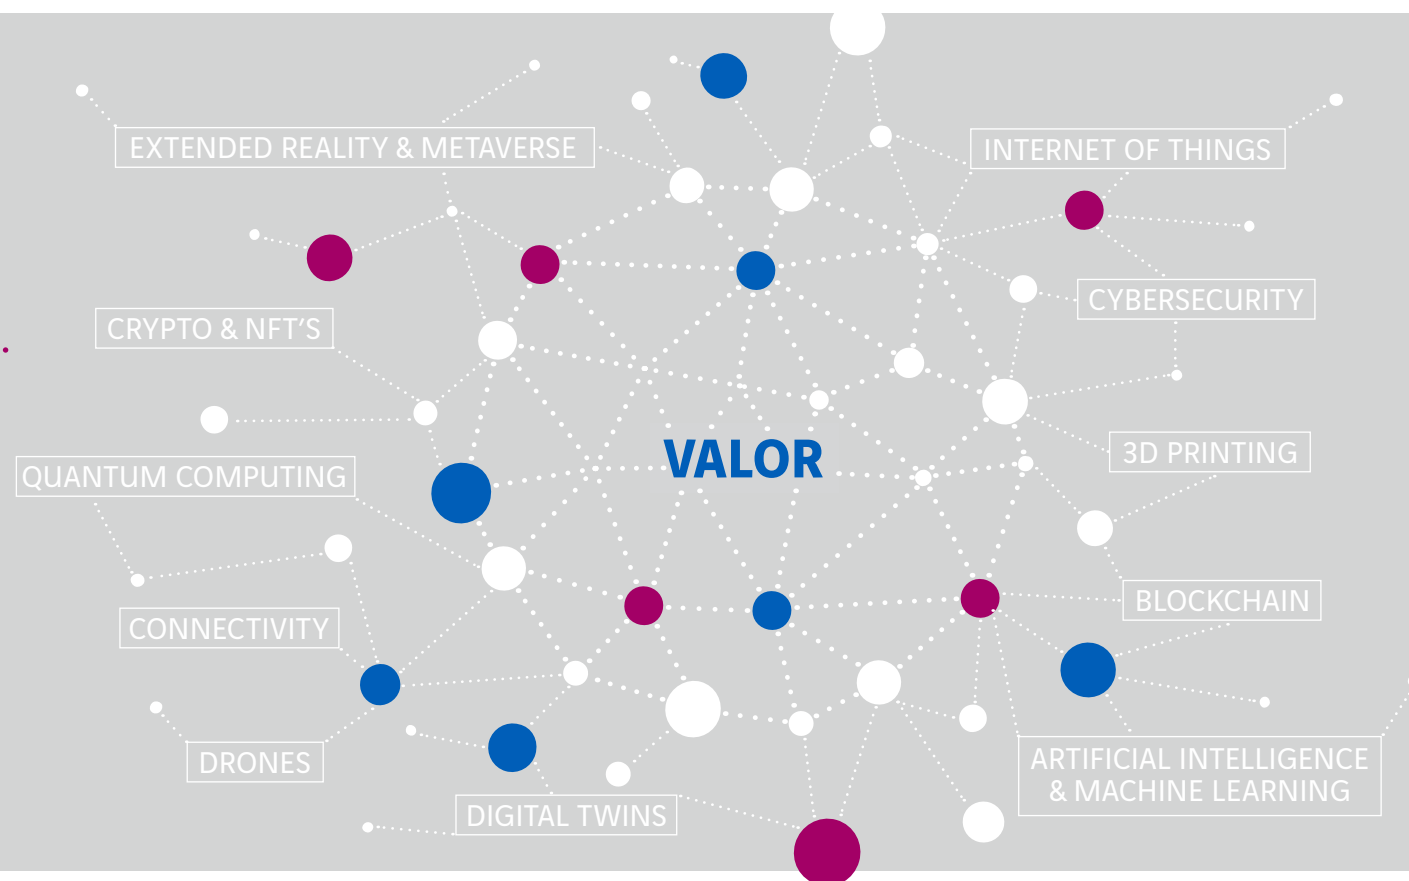 EXTENDED REALITY & METAVERSE
INTERNET OF THINGS
CYBERSECURITY
CRYPTO & NFT'S
VALOR
3D PRINTING
QUANTUM COMPUTING
BLOCKCHAIN
CONNECTIVITY
DRONES
ARTIFICIAL INTELLIGENCE
& MACHINE LEARNING
DIGITAL TWINS